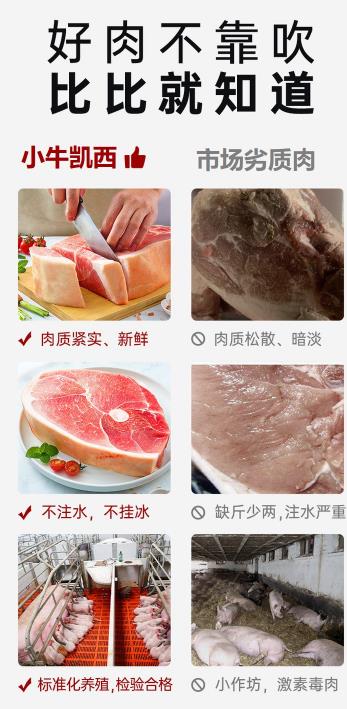 好肉不靠吹
比比就知道
小牛凯西 市场劣质肉
肉质紧实、新鲜 肉质松散、暗淡
不注水，不挂冰 缺斤少两,注水严重
标准化养殖,检验合格 小作坊，激素毒肉